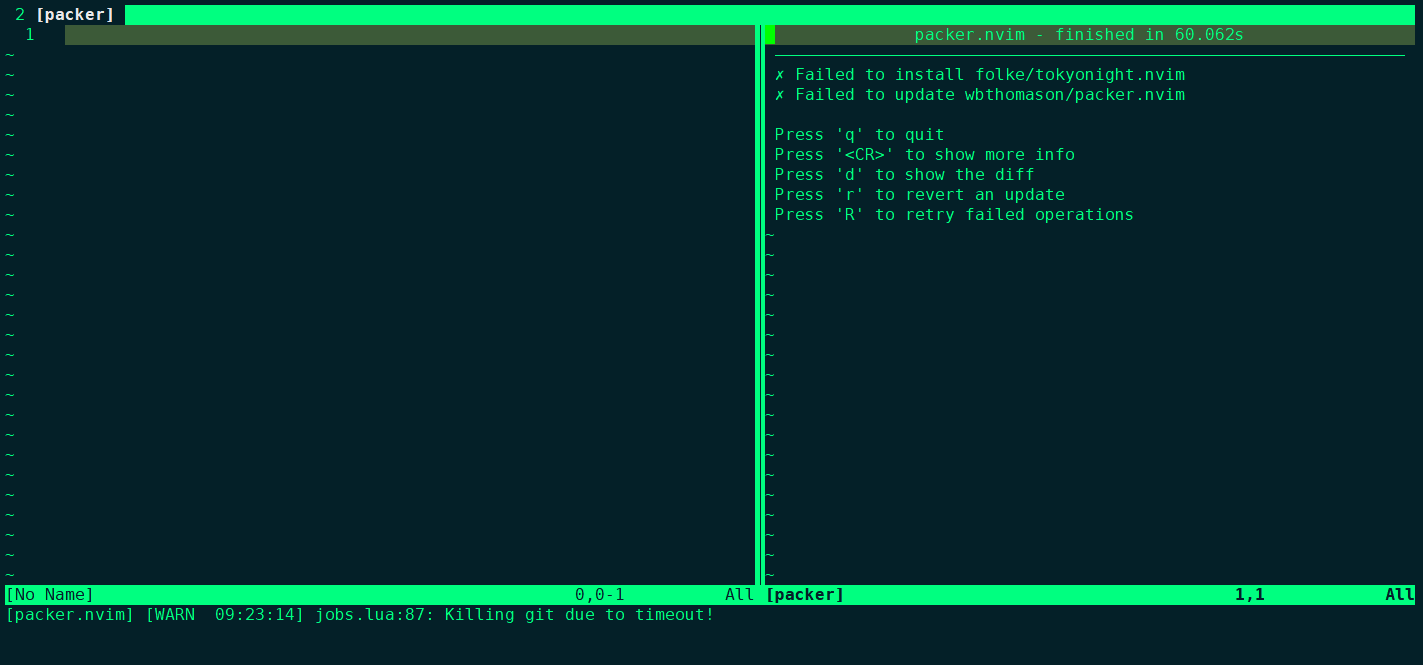 2 [packer]
1
packer.nvim - finished in 60.062s
✗ Failed to install folke/tokyonight.nvim
✗ Failed to update wbthomason/packer.nvim
Press 'q' to quit
Press '<CR>' to show more info
Press 'd' to show the diff
Press 'r' to revert an update
Press 'R' to retry failed operations
[No Name] 0,0-1 All [packer] 1,1 All
[packer.nvim] [WARN  09:23:14] jobs.lua:87: Killing git due to timeout!